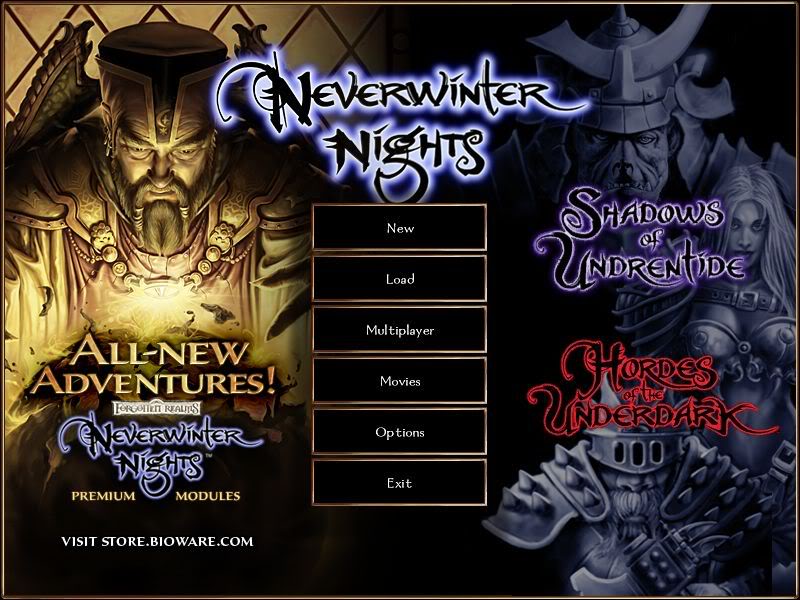 Neverwinter
Nights
New
Load
Multiplayer
Movies
Options
Exit
All-new
Adventures!
Forgotten Realms
Neverwinter
Nights™
PREMIUM MODULES
VISIT STORE.BIOWARE.COM
Shadows
of
Undrentide
Hordes
of the
Underdark